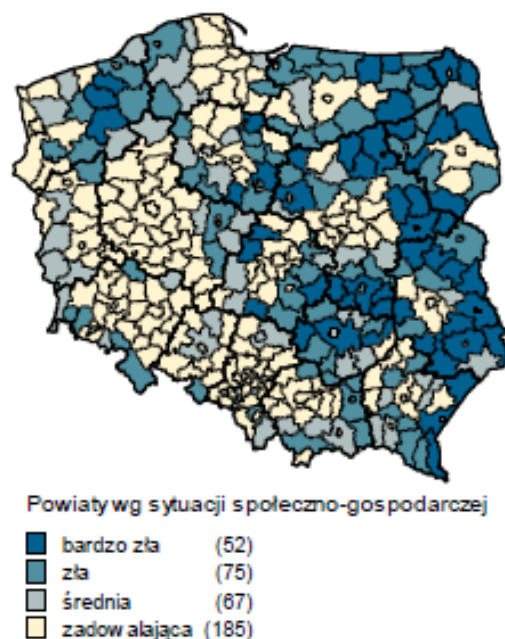 Powiaty wg sytuacji społeczno-gospodarczej
bardzo zła (52)
zła (75)
średnia (67)
zadowalająca (185)